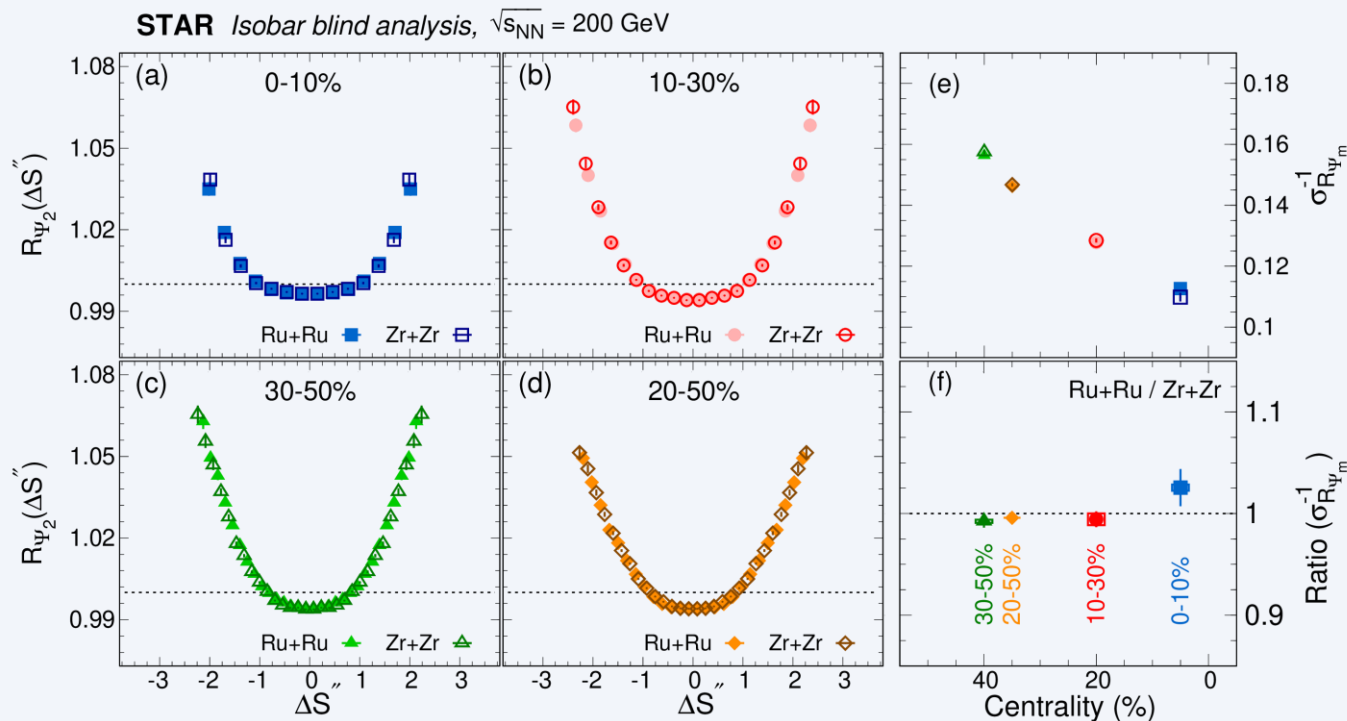 STAR Isobar blind analysis, √s_NN = 200 GeV
(a) 0-10%
R_Ψ₂(ΔS″)
1.08
1.05
1.02
0.99
Ru+Ru Zr+Zr
(b) 10-30%
Ru+Ru Zr+Zr
(e)
0.18
0.16
0.14
0.12
0.1
σ⁻¹_R_Ψm
(c) 30-50%
R_Ψ₂(ΔS″)
1.08
1.05
1.02
0.99
Ru+Ru Zr+Zr
-3 -2 -1 0 1 2 3
ΔS″
(d) 20-50%
Ru+Ru Zr+Zr
-3 -2 -1 0 1 2 3
ΔS″
(f) Ru+Ru / Zr+Zr
1.1
1
0.9
Ratio (σ⁻¹_R_Ψm)
30-50%
20-50%
10-30%
0-10%
40 20 0
Centrality (%)